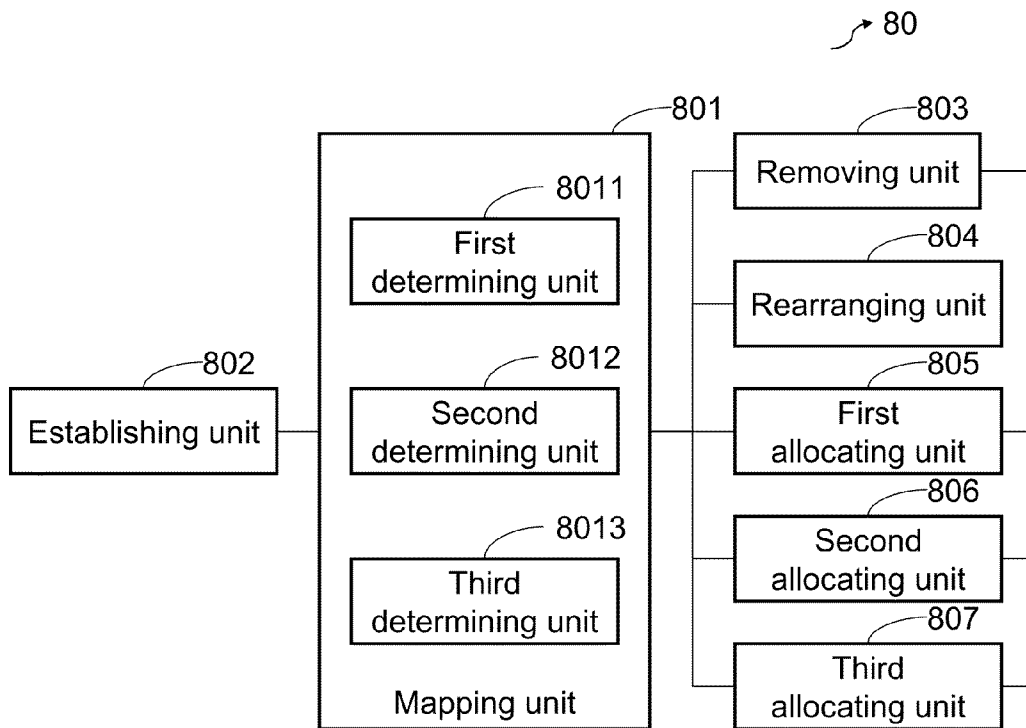 80
801
803
Removing unit
8011
First
determining unit
804
Rearranging unit
802
Establishing unit
8012
Second
determining unit
805
First
allocating unit
806
Second
allocating unit
8013
Third
determining unit
807
Third
allocating unit
Mapping unit